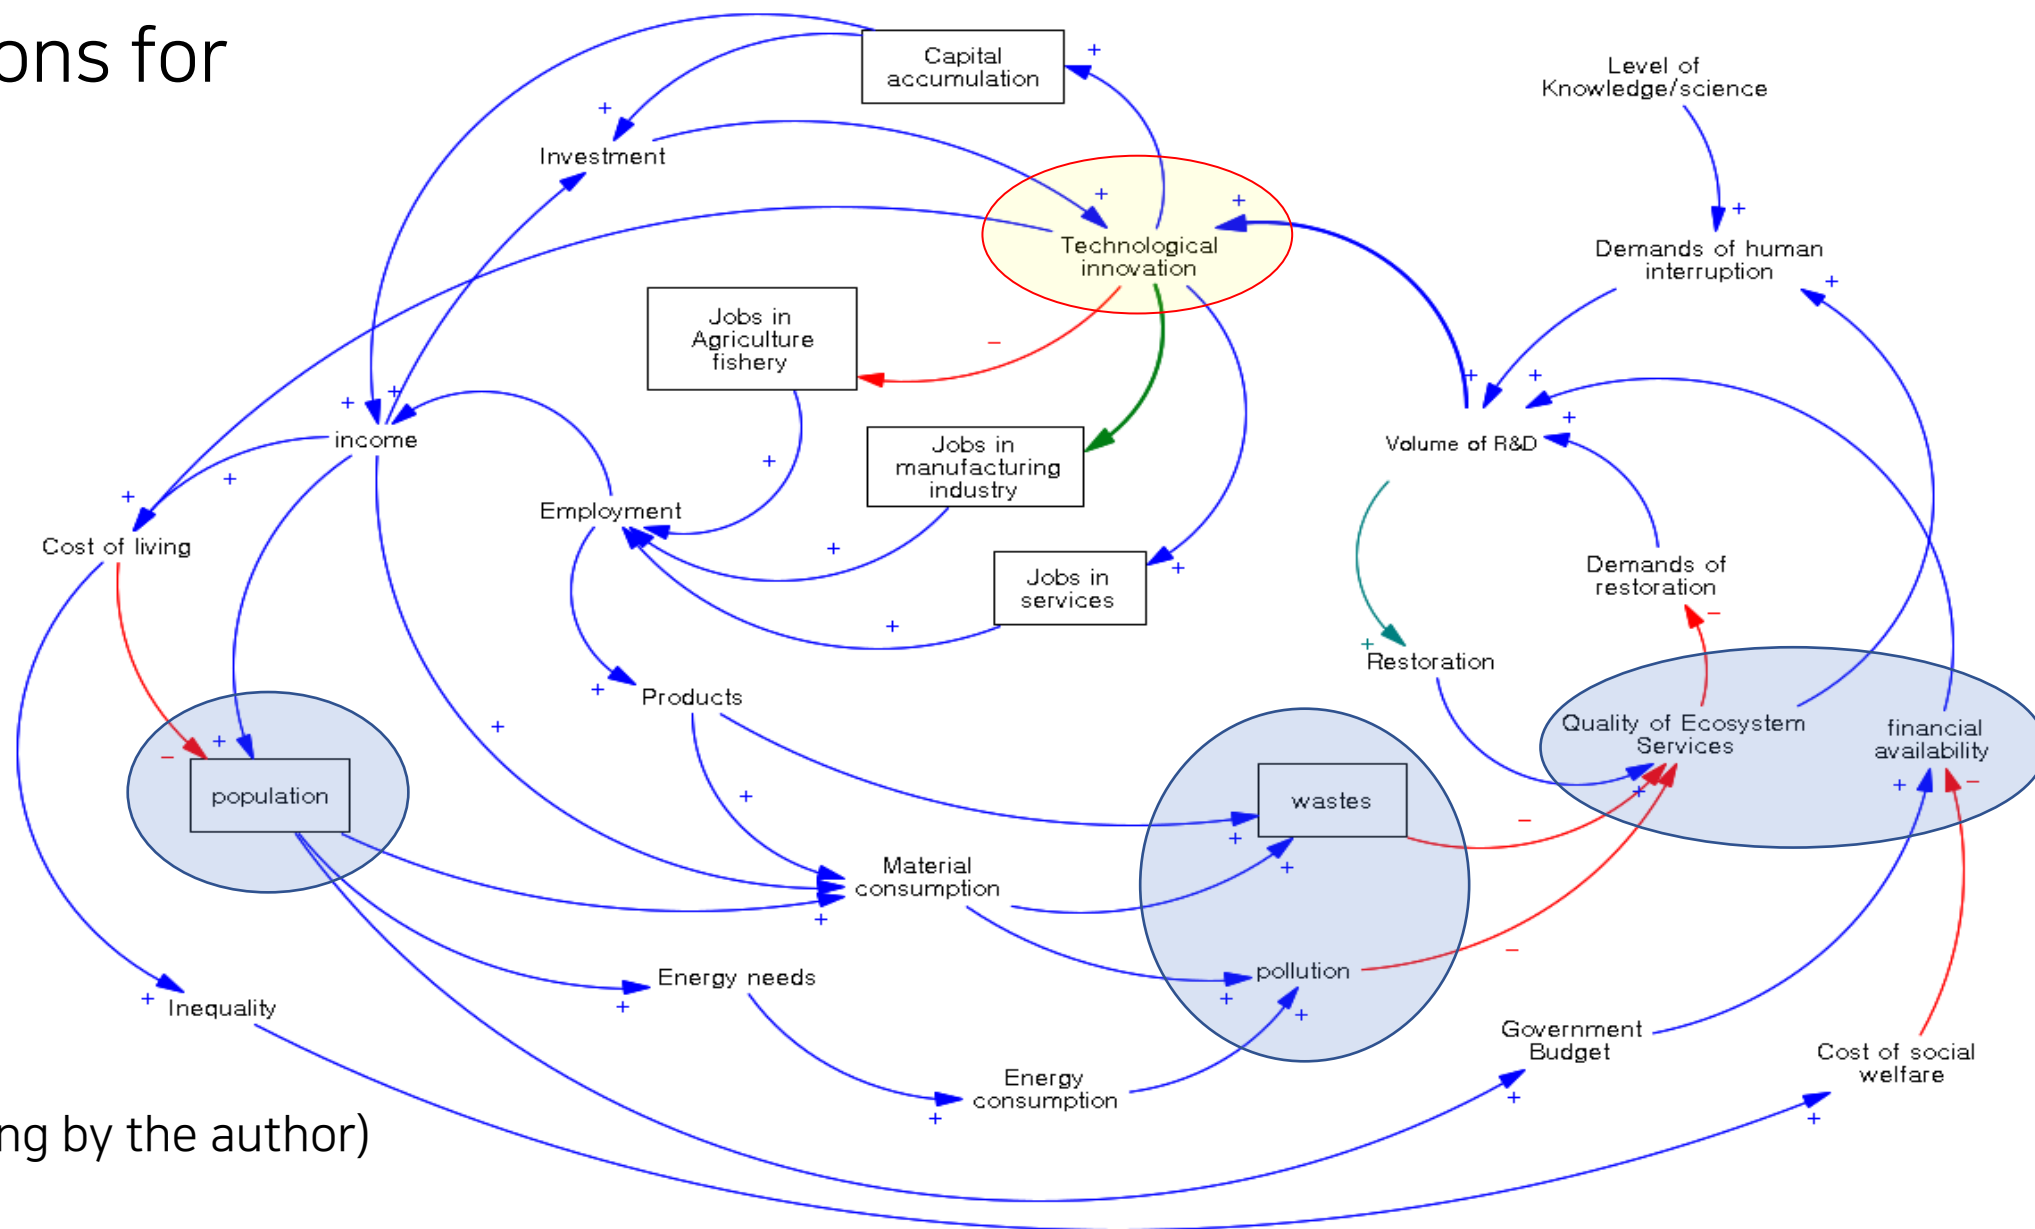 ons for
Capital
accumulation
+
Level of
Knowledge/science
+
Investment
+
+
+
Technological
innovation
Demands of human
interruption
+
Jobs in
Agriculture
fishery
–
+
+
income
+
+
+
+
Volume of R&D
+
Jobs in
manufacturing
industry
+
+
Employment
Cost of living
+
Jobs in
services
+
Demands of
restoration
–
+
+
Restoration
+
Products
Quality of Ecosystem
Services
financial
availability
+
+
–
population
+
wastes
+
+
–
–
+
+
Material
consumption
+
–
Energy needs
+
pollution
+
+
+
Inequality
Government
Budget
Cost of social
welfare
Energy
consumption
+
+
+
ng by the author)